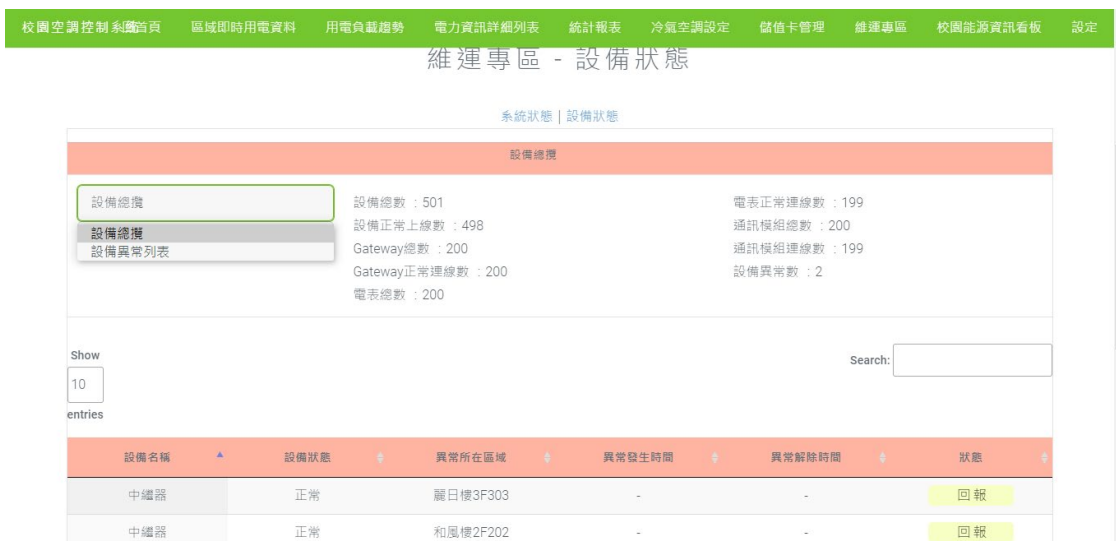 校園空調控制系統 回首頁 區域即時用電資料 用電負載趨勢 電力資訊詳細列表 統計報表 冷氣空調設定 儲值卡管理 維運專區 校園能源資訊看板 設定
維運專區 - 設備狀態
系統狀態 | 設備狀態
設備總攬
設備總攬
設備總攬
設備異常列表
設備總數 : 501
設備正常上線數 : 498
Gateway總數 : 200
Gateway正常連線數 : 200
電表總數 : 200
電表正常連線數 : 199
通訊模組總數 : 200
通訊模組連線數 : 199
設備異常數 : 2
Show
10
entries
Search:
設備名稱 設備狀態 異常所在區域 異常發生時間 異常解除時間 狀態
中繼器 正常 麗日樓3F303 - - 回報
中繼器 正常 和風樓2F202 - - 回報